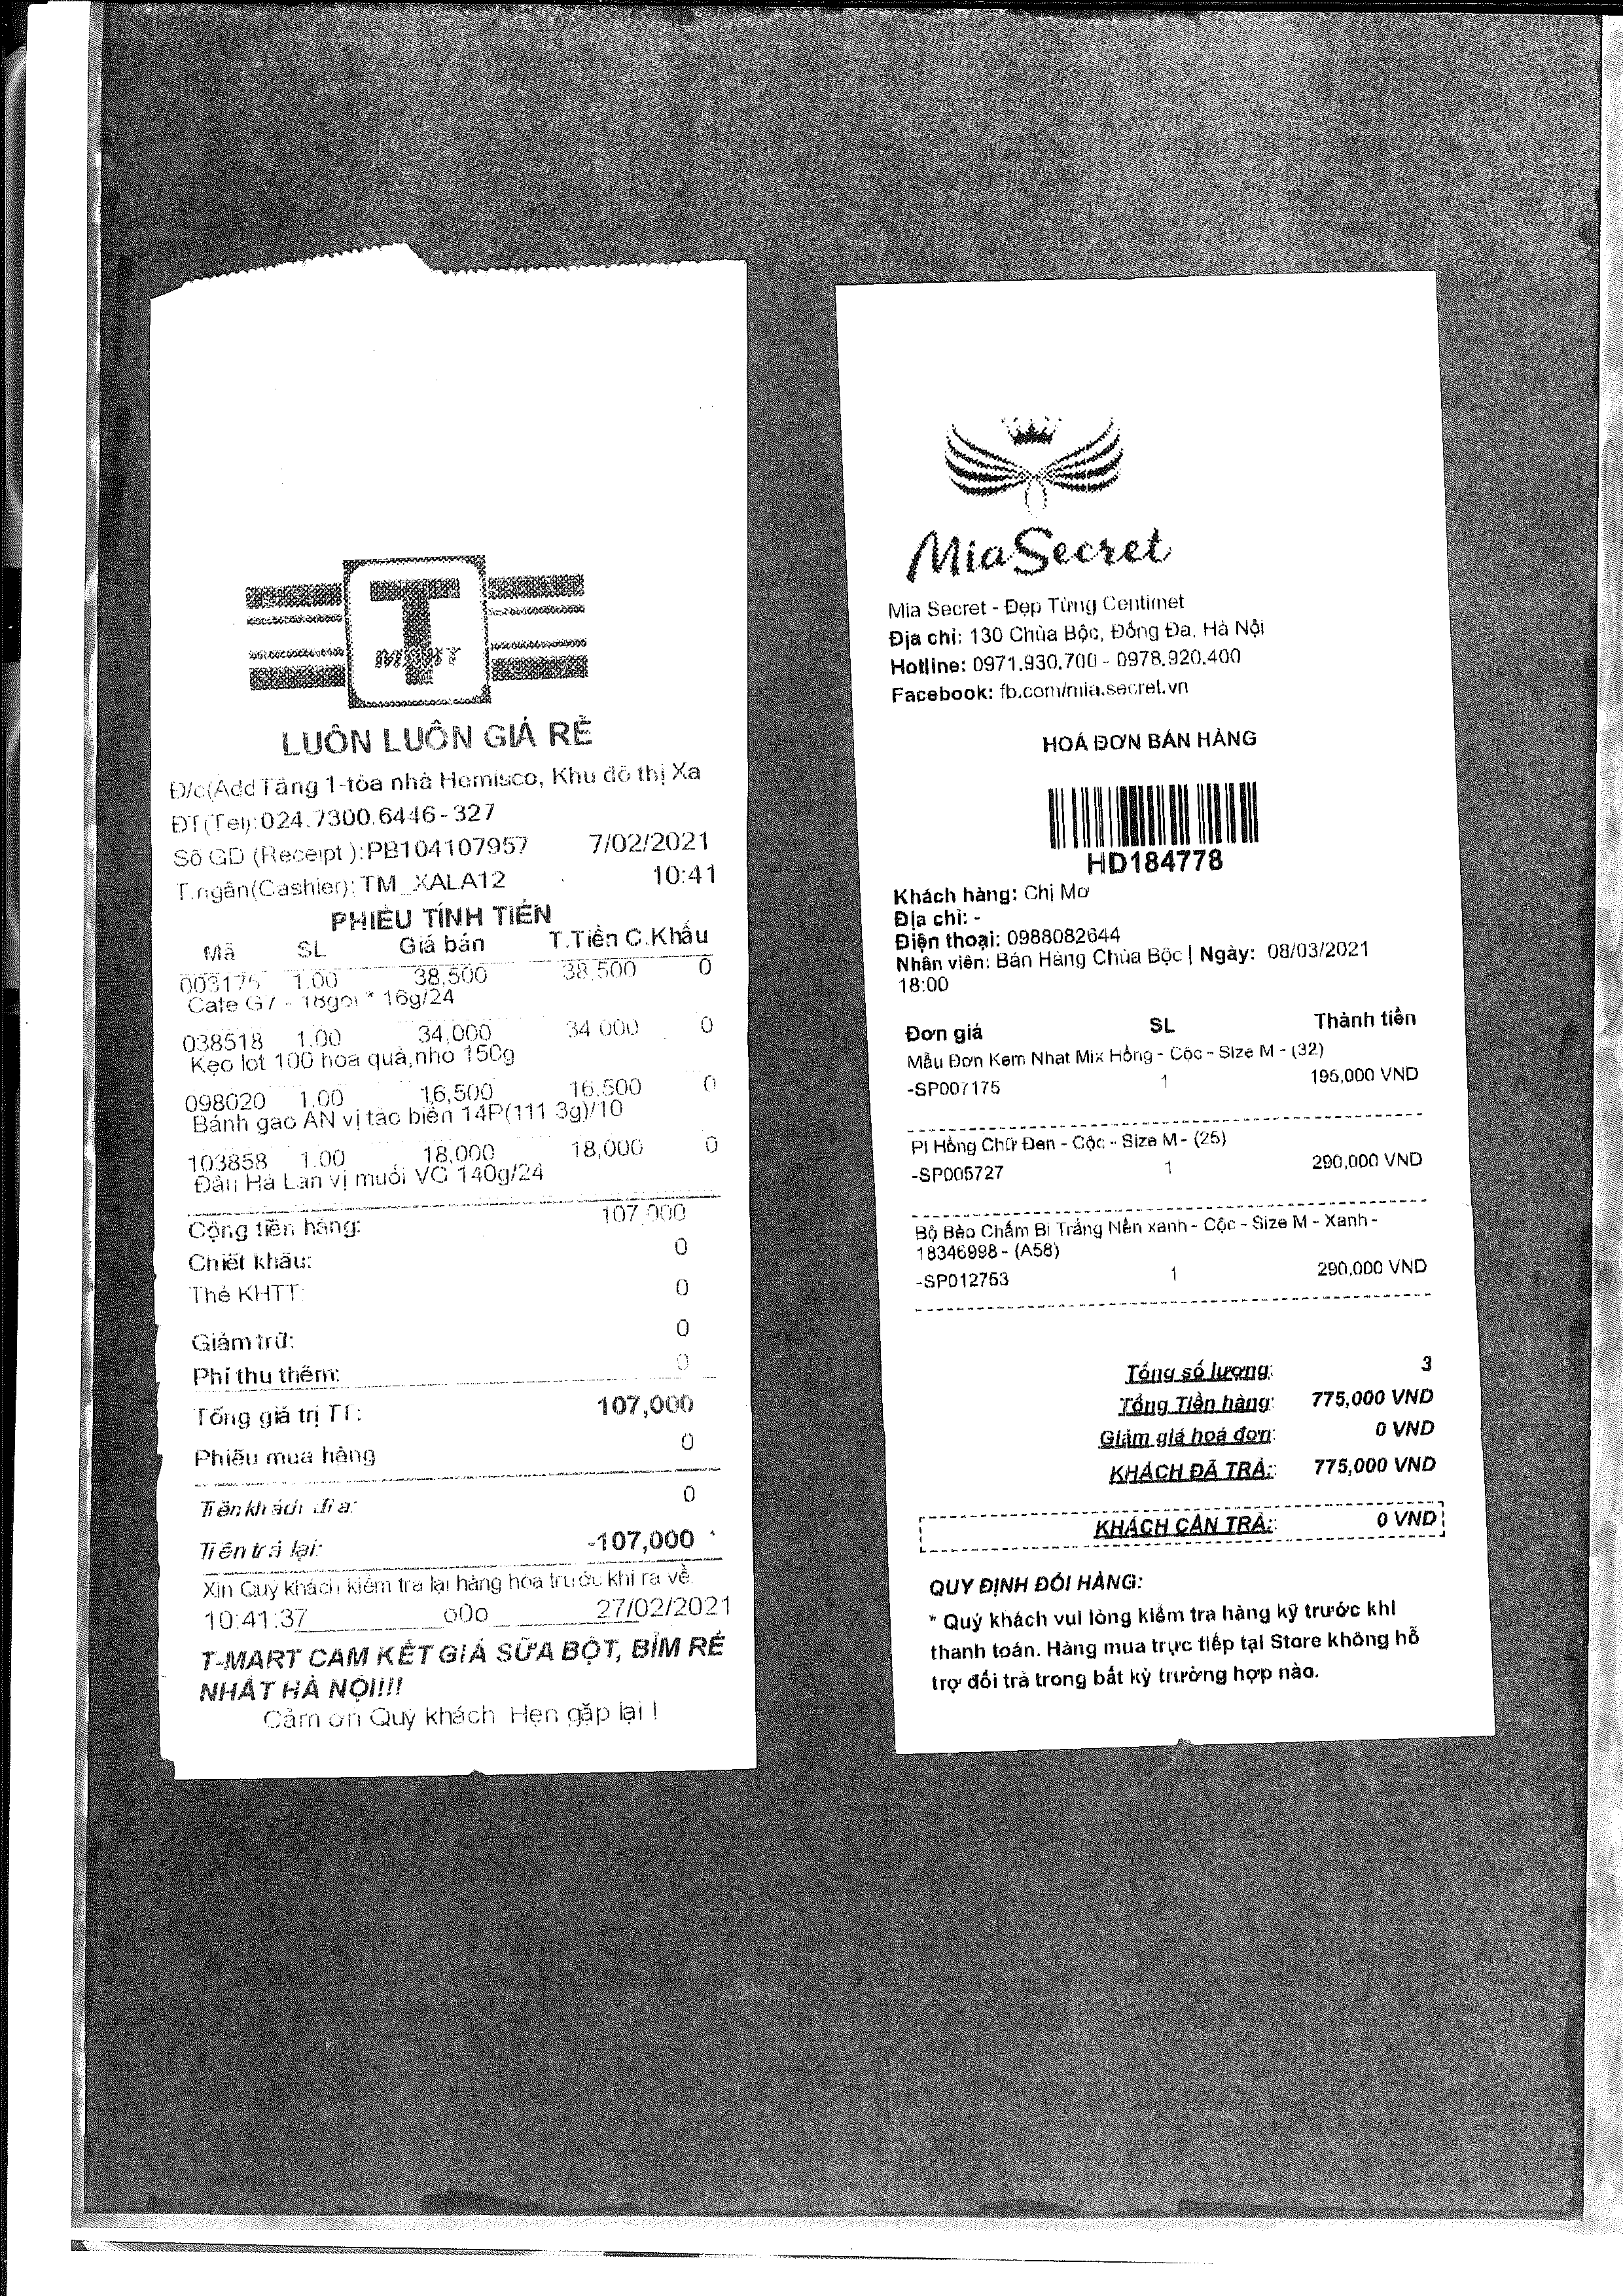 T
MART
LUÔN LUÔN GIÁ RẺ
Đ/c(Add Tầng 1-tòa nhà Hemisco, Khu đô thị Xa
ĐT(Tel):024.7300.6446-327
Số GD (Receipt ):PB104107957 7/02/2021
T.ngân(Cashier): TM_XALA12 10:41
PHIẾU TÍNH TIỀN
Mã SL Giá bán T.Tiền C.Khấu
003175 1.00 38,500 38,500 0
Cafe G7 - 18gói * 16g/24
038518 1.00 34,000 34,000 0
Kẹo lot 100 hoa quả,nho 150g
098020 1.00 16,500 16,500 0
Bánh gạo AN vị tảo biển 14P(111 3g)/10
103858 1.00 18,000 18,000 0
Đậu Hà Lan vị muối VG 140g/24
Cộng tiền hàng: 107,000
Chiết khấu: 0
Thẻ KHTT: 0
Giảm trừ: 0
Phí thu thêm: 0
Tổng giá trị TT: 107,000
Phiếu mua hàng 0
Tiền khách đưa: 0
Tiền trả lại: -107,000
Xin Quý khách kiểm tra lại hàng hóa trước khi ra về.
10:41:37 o0o 27/02/2021
T-MART CAM KẾT GIÁ SỮA BỘT, BỈM RẺ
NHẤT HÀ NỘI!!!
Cảm ơn Quý khách Hẹn gặp lại !
MiaSecret
Mia Secret - Đẹp Từng Centimet
Địa chỉ: 130 Chùa Bộc, Đống Đa, Hà Nội
Hotline: 0971.930.700 - 0978.920.400
Facebook: fb.com/mia.secret.vn
HOÁ ĐƠN BÁN HÀNG
HD184778
Khách hàng: Chị Mơ
Địa chỉ: -
Điện thoại: 0988082644
Nhân viên: Bán Hàng Chùa Bộc | Ngày: 08/03/2021
18:00
Đơn giá SL Thành tiền
Mẫu Đơn Kem Nhat Mix Hồng - Cộc - Size M - (32)
-SP007175 1 195,000 VND
Pl Hồng Chữ Đen - Cộc - Size M - (25)
-SP005727 1 290,000 VND
Bộ Bèo Chấm Bi Trắng Nền xanh - Cộc - Size M - Xanh -
18346998 - (A58)
-SP012753 1 290,000 VND
Tổng số lượng: 3
Tổng Tiền hàng: 775,000 VND
Giảm giá hoá đơn: 0 VND
KHÁCH ĐÃ TRẢ:: 775,000 VND
KHÁCH CẦN TRẢ:: 0 VND
QUY ĐỊNH ĐỔI HÀNG:
* Quý khách vui lòng kiểm tra hàng kỹ trước khi
thanh toán. Hàng mua trực tiếp tại Store không hỗ
trợ đổi trả trong bất kỳ trường hợp nào.